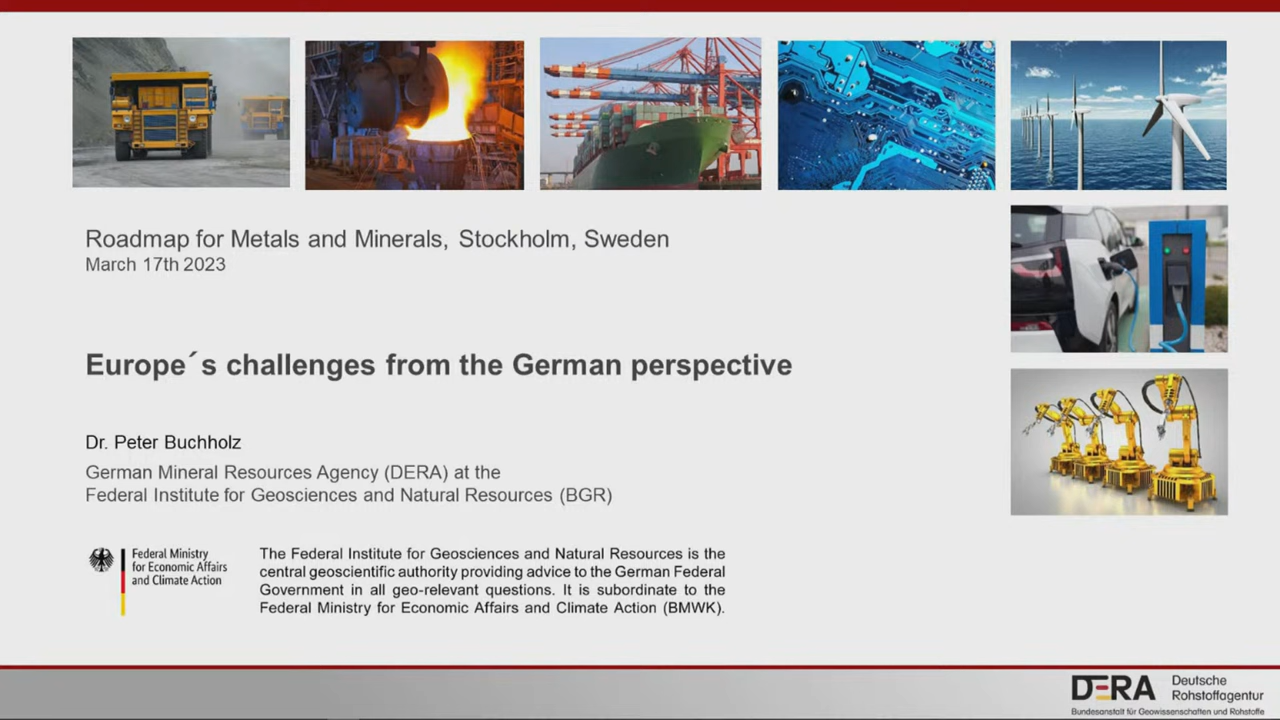 Roadmap for Metals and Minerals, Stockholm, Sweden
March 17th 2023
Europe´s challenges from the German perspective
Dr. Peter Buchholz
German Mineral Resources Agency (DERA) at the
Federal Institute for Geosciences and Natural Resources (BGR)
Federal Ministry
for Economic Affairs
and Climate Action
The Federal Institute for Geosciences and Natural Resources is the
central geoscientific authority providing advice to the German Federal
Government in all geo-relevant questions. It is subordinate to the
Federal Ministry for Economic Affairs and Climate Action (BMWK).
DERA
Deutsche
Rohstoffagentur
Bundesanstalt für Geowissenschaften und Rohstoffe